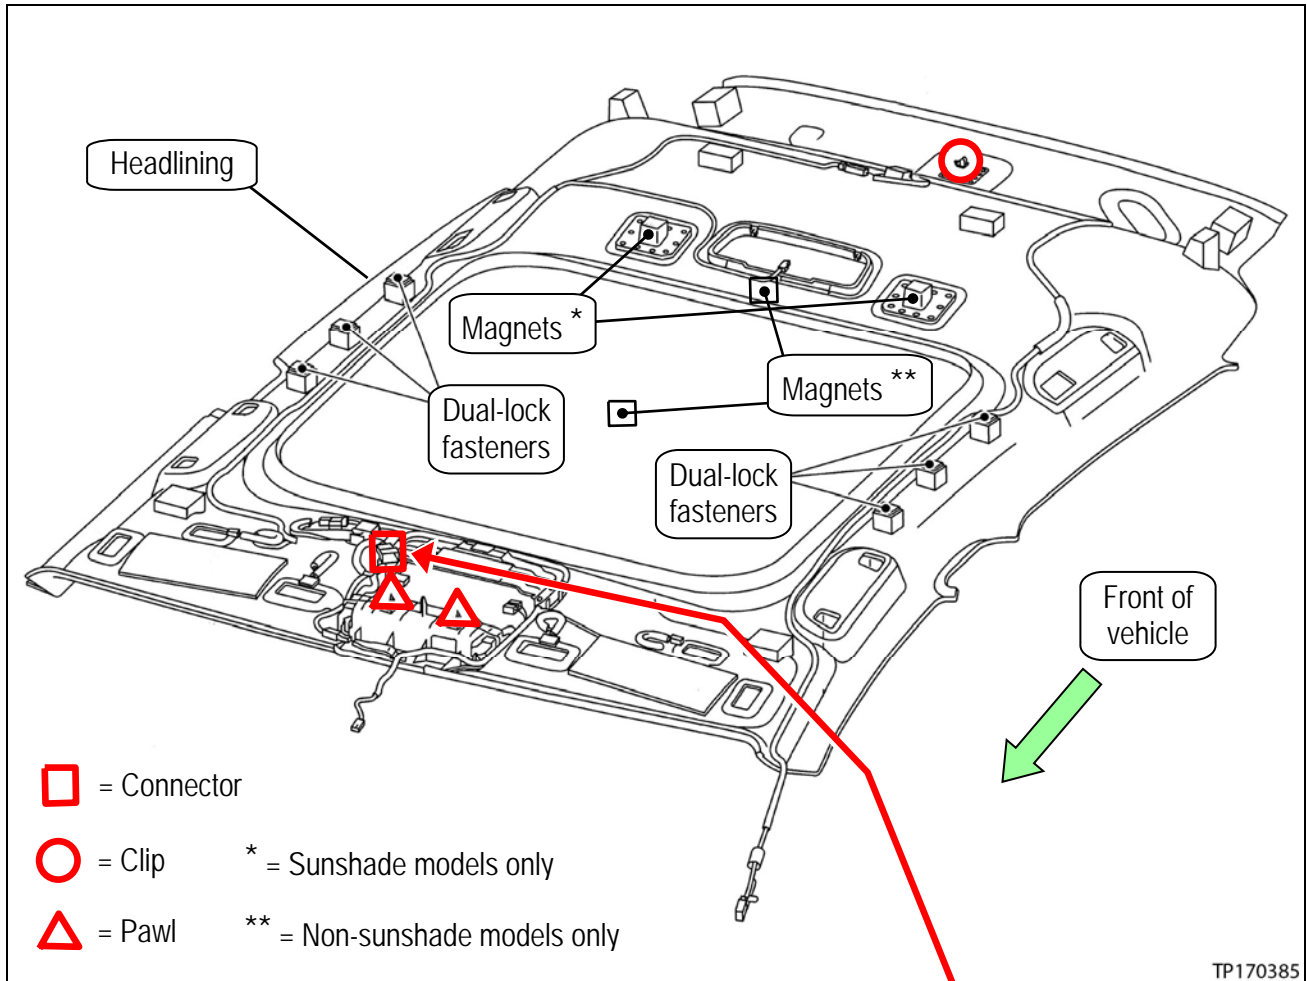 Headlining
Magnets *
Magnets **
Dual-lock
fasteners
Dual-lock
fasteners
Front of
vehicle
= Connector
= Clip
* = Sunshade models only
= Pawl
** = Non-sunshade models only
TP170385